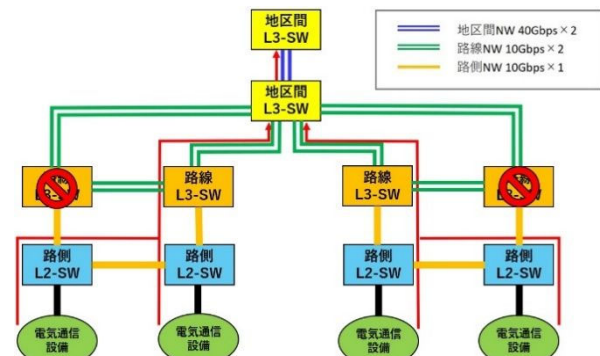 地区間
L3-SW
地区間NW 40Gbps×2
路線NW 10Gbps×2
路側NW 10Gbps×1
地区間
L3-SW
路線
L3-SW
路線
L3-SW
路側
L2-SW
路側
L2-SW
路側
L2-SW
路側
L2-SW
電気通信
設備
電気通信
設備
電気通信
設備
電気通信
設備